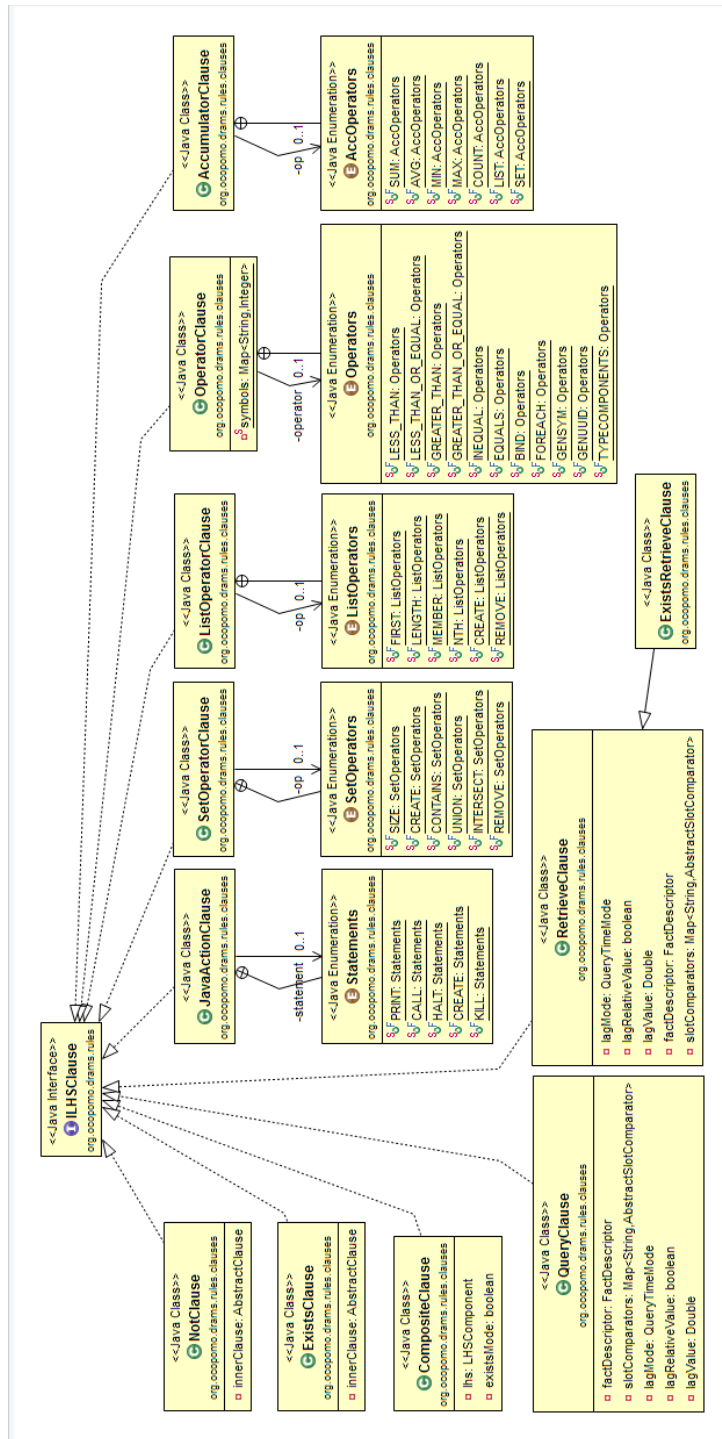 <<Java Interface>>
ILHSClause
org.ocopomo.drams.rules
<<Java Class>>
NotClause
org.ocopomo.drams.rules.clauses
innerClause: AbstractClause
<<Java Class>>
ExistsClause
org.ocopomo.drams.rules.clauses
innerClause: AbstractClause
<<Java Class>>
CompositeClause
org.ocopomo.drams.rules.clauses
lhs: LHSComponent
existsMode: boolean
<<Java Class>>
QueryClause
org.ocopomo.drams.rules.clauses
factDescriptor: FactDescriptor
slotComparators: Map<String,AbstractSlotComparator>
lagMode: QueryTimeMode
lagRelativeValue: boolean
lagValue: Double
<<Java Class>>
JavaActionClause
org.ocopomo.drams.rules.clauses
-statement 0..1
<<Java Enumeration>>
Statements
org.ocopomo.drams.rules.clauses
PRINT: Statements
CALL: Statements
HALT: Statements
CREATE: Statements
KILL: Statements
<<Java Class>>
RetrieveClause
org.ocopomo.drams.rules.clauses
lagMode: QueryTimeMode
lagRelativeValue: boolean
lagValue: Double
factDescriptor: FactDescriptor
slotComparators: Map<String,AbstractSlotComparator>
<<Java Class>>
SetOperatorClause
org.ocopomo.drams.rules.clauses
-op 0..1
<<Java Enumeration>>
SetOperators
org.ocopomo.drams.rules.clauses
SIZE: SetOperators
CREATE: SetOperators
CONTAINS: SetOperators
UNION: SetOperators
INTERSECT: SetOperators
REMOVE: SetOperators
<<Java Class>>
ListOperatorClause
org.ocopomo.drams.rules.clauses
-op 0..1
<<Java Enumeration>>
ListOperators
org.ocopomo.drams.rules.clauses
FIRST: ListOperators
LENGTH: ListOperators
MEMBER: ListOperators
NTH: ListOperators
CREATE: ListOperators
REMOVE: ListOperators
<<Java Class>>
ExistsRetrieveClause
org.ocopomo.drams.rules.clauses
<<Java Class>>
OperatorClause
org.ocopomo.drams.rules.clauses
symbols: Map<String,Integer>
-operator 0..1
<<Java Enumeration>>
Operators
org.ocopomo.drams.rules.clauses
LESS_THAN: Operators
LESS_THAN_OR_EQUAL: Operators
GREATER_THAN: Operators
GREATER_THAN_OR_EQUAL: Operators
INEQUAL: Operators
EQUALS: Operators
BIND: Operators
FOREACH: Operators
GENSYM: Operators
GENUUID: Operators
TYPECOMPONENTS: Operators
<<Java Class>>
AccumulatorClause
org.ocopomo.drams.rules.clauses
-op 0..1
<<Java Enumeration>>
AccOperators
org.ocopomo.drams.rules.clauses
SUM: AccOperators
AVG: AccOperators
MIN: AccOperators
MAX: AccOperators
COUNT: AccOperators
LIST: AccOperators
SET: AccOperators